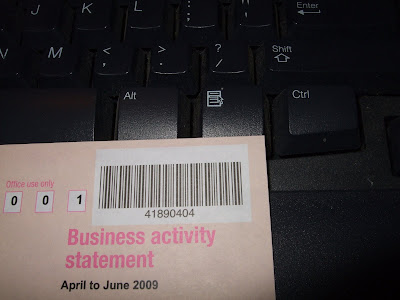 J K L Enter
N M < , > . ? / Shift
Alt Ctrl
Office use only
0 0 1
41890404
Business activity
statement
April to June 2009